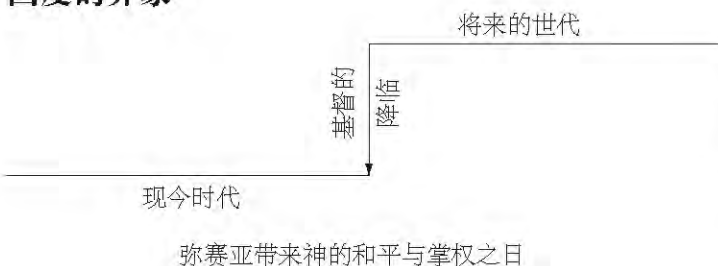 将来的世代
基督的
降临
现今时代
弥赛亚带来神的和平与掌权之日